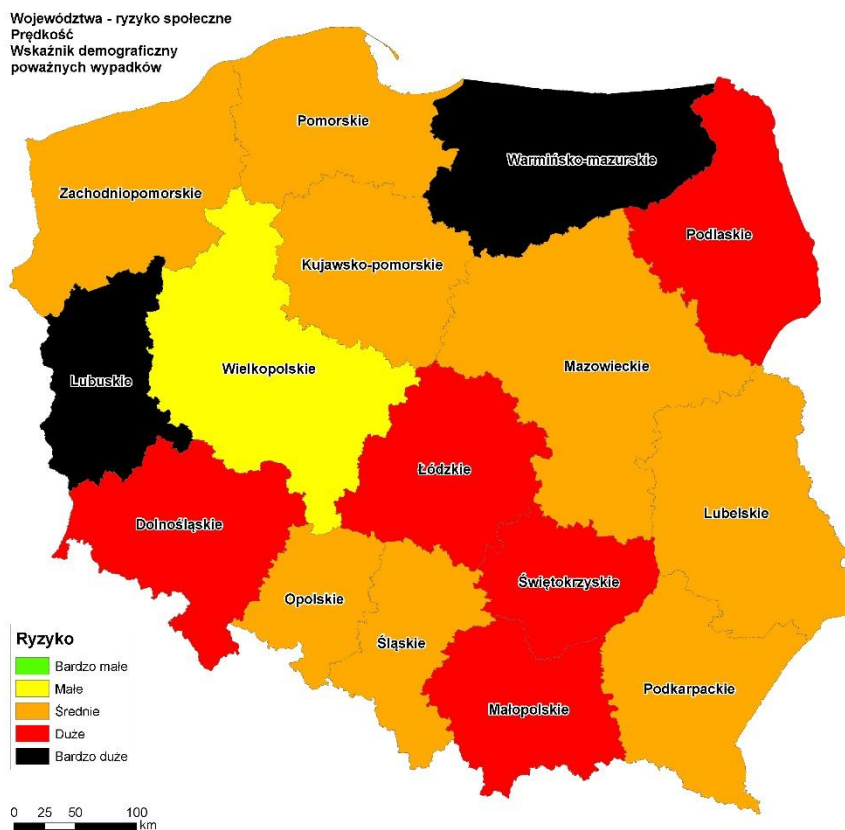 Województwa - ryzyko społeczne
Prędkość
Wskaźnik demograficzny
poważnych wypadków
Pomorskie
Warmińsko-mazurskie
Zachodniopomorskie
Podlaskie
Kujawsko-pomorskie
Mazowieckie
Wielkopolskie
Lubuskie
Łódzkie
Lubelskie
Dolnośląskie
Świętokrzyskie
Opolskie
Śląskie
Podkarpackie
Małopolskie
Ryzyko
Bardzo małe
Małe
Średnie
Duże
Bardzo duże
0 25 50 100
km